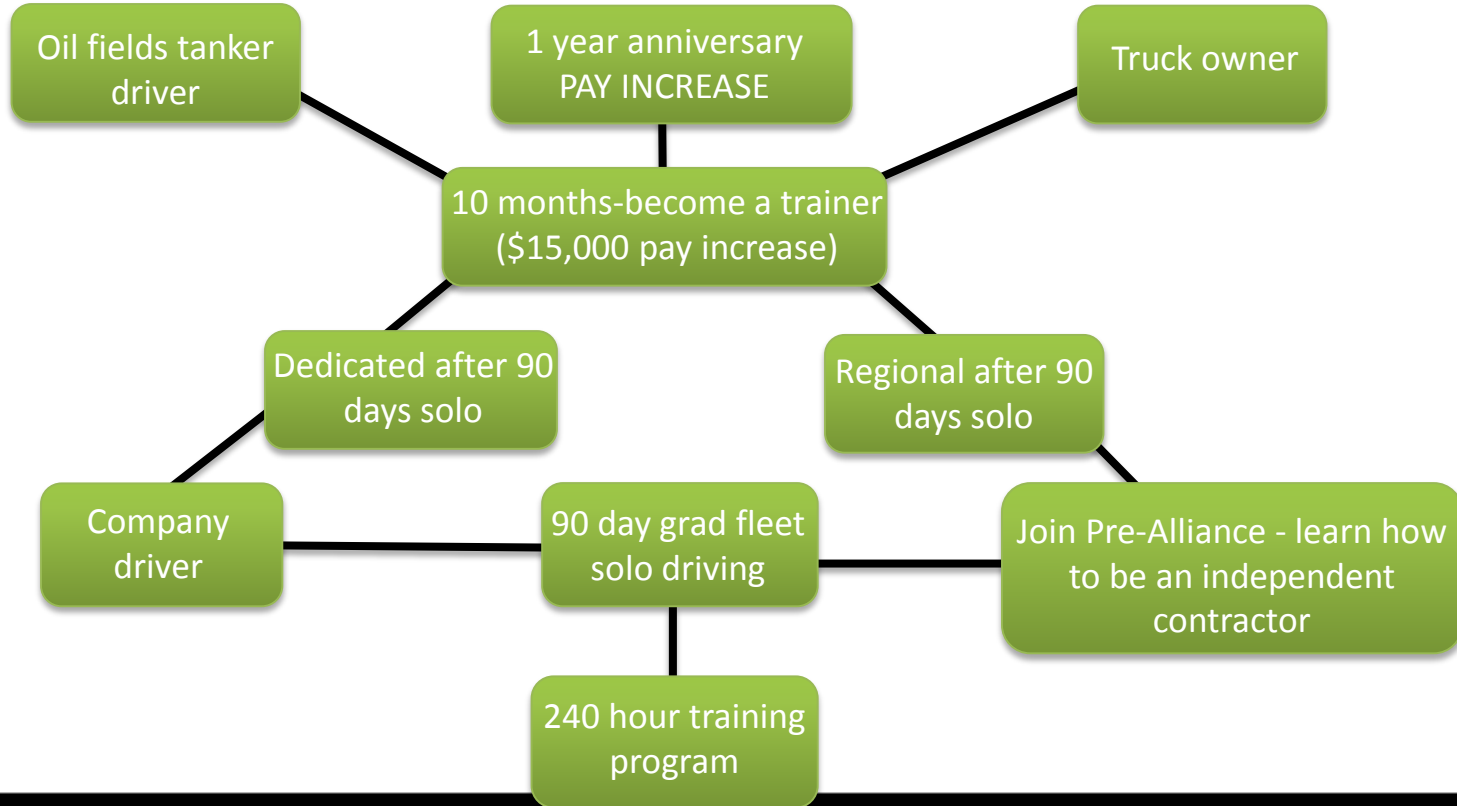 Oil fields tanker
driver
1 year anniversary
PAY INCREASE
Truck owner
10 months-become a trainer
($15,000 pay increase)
Dedicated after 90
days solo
Regional after 90
days solo
Company
driver
90 day grad fleet
solo driving
Join Pre-Alliance - learn how
to be an independent
contractor
240 hour training
program